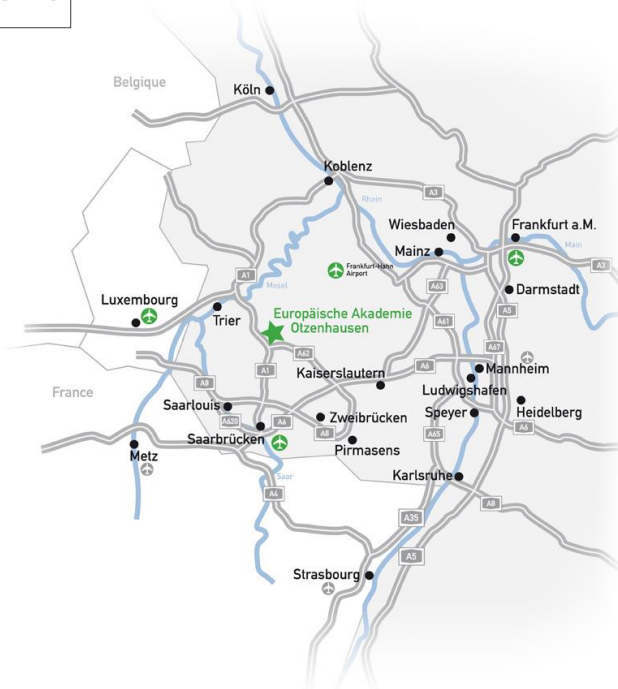 Belgique
Köln
Koblenz
Rhein
A3
Wiesbaden
Frankfurt a.M.
Mainz
Main
Frankfurt-Hahn
Airport
A3
A1
Mosel
A63
Darmstadt
Luxembourg
Trier
Europäische Akademie
Otzenhausen
A61
A5
A62
A67
A1
Kaiserslautern
A6
Mannheim
France
A8
Ludwigshafen
Saarlouis
Speyer
Heidelberg
A620
A6
Zweibrücken
A8
A65
A6
Saarbrücken
Pirmasens
Metz
Saar
Karlsruhe
A4
A8
A35
A5
Strasbourg